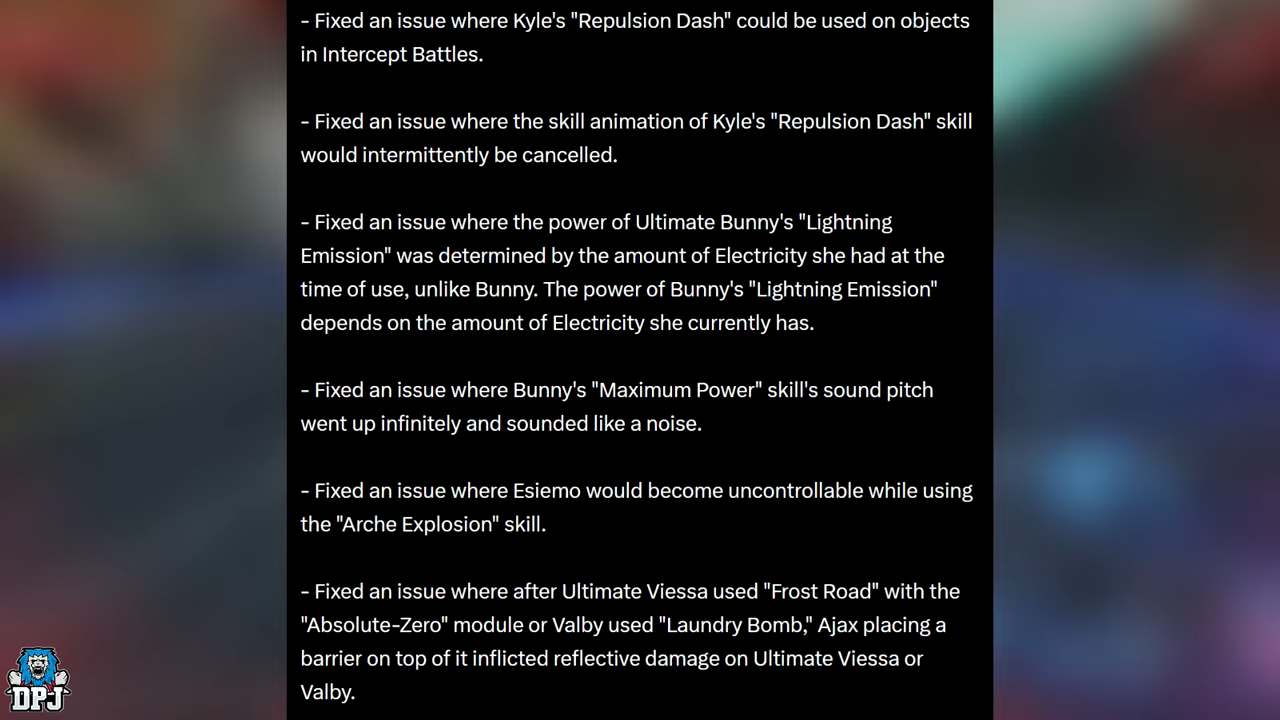 - Fixed an issue where Kyle's "Repulsion Dash" could be used on objects
in Intercept Battles.
- Fixed an issue where the skill animation of Kyle's "Repulsion Dash" skill
would intermittently be cancelled.
- Fixed an issue where the power of Ultimate Bunny's "Lightning
Emission" was determined by the amount of Electricity she had at the
time of use, unlike Bunny. The power of Bunny's "Lightning Emission"
depends on the amount of Electricity she currently has.
- Fixed an issue where Bunny's "Maximum Power" skill's sound pitch
went up infinitely and sounded like a noise.
- Fixed an issue where Esiemo would become uncontrollable while using
the "Arche Explosion" skill.
- Fixed an issue where after Ultimate Viessa used "Frost Road" with the
"Absolute-Zero" module or Valby used "Laundry Bomb," Ajax placing a
barrier on top of it inflicted reflective damage on Ultimate Viessa or
Valby.
DPJ